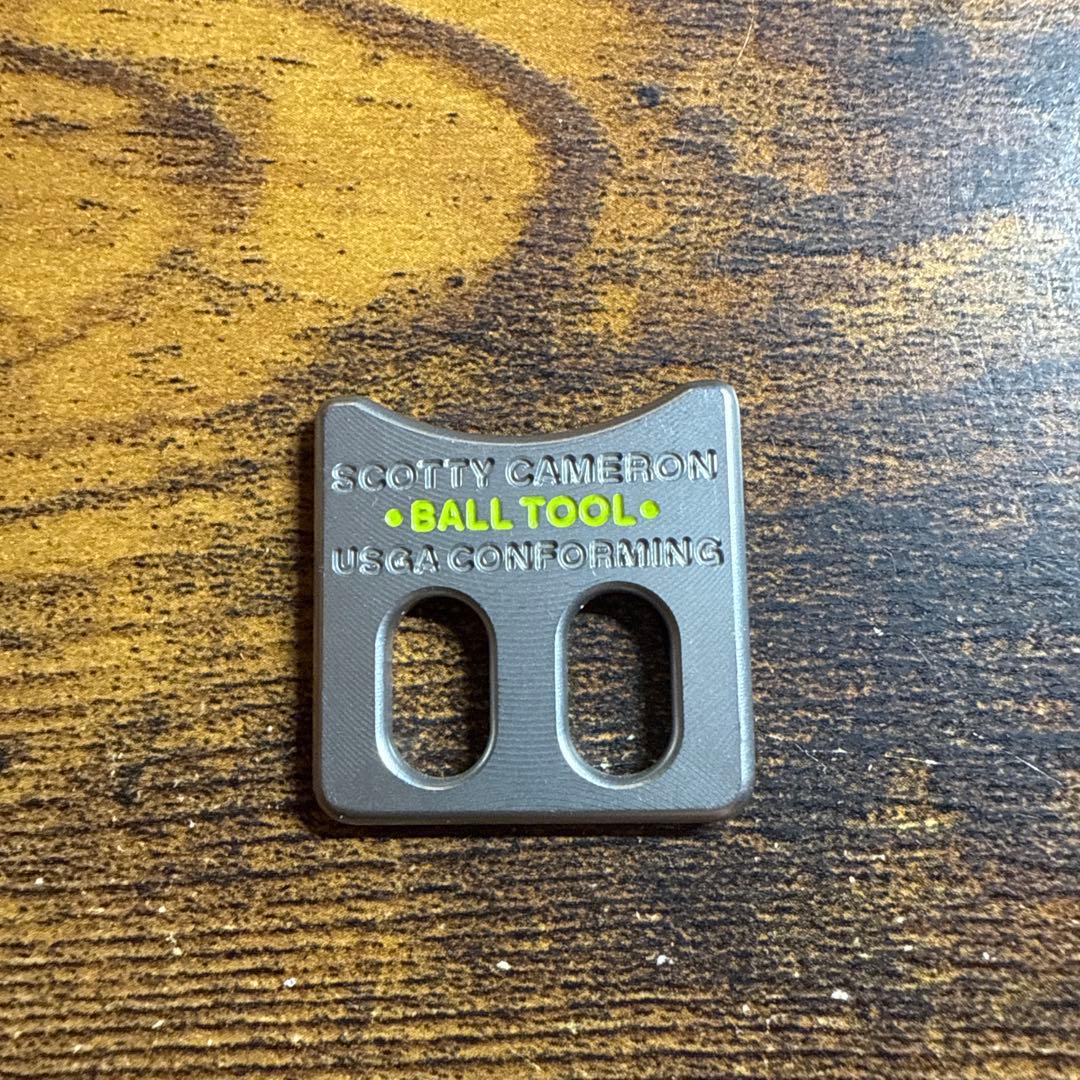 SCOTTY CAMERON
• BALL TOOL •
USGA CONFORMING